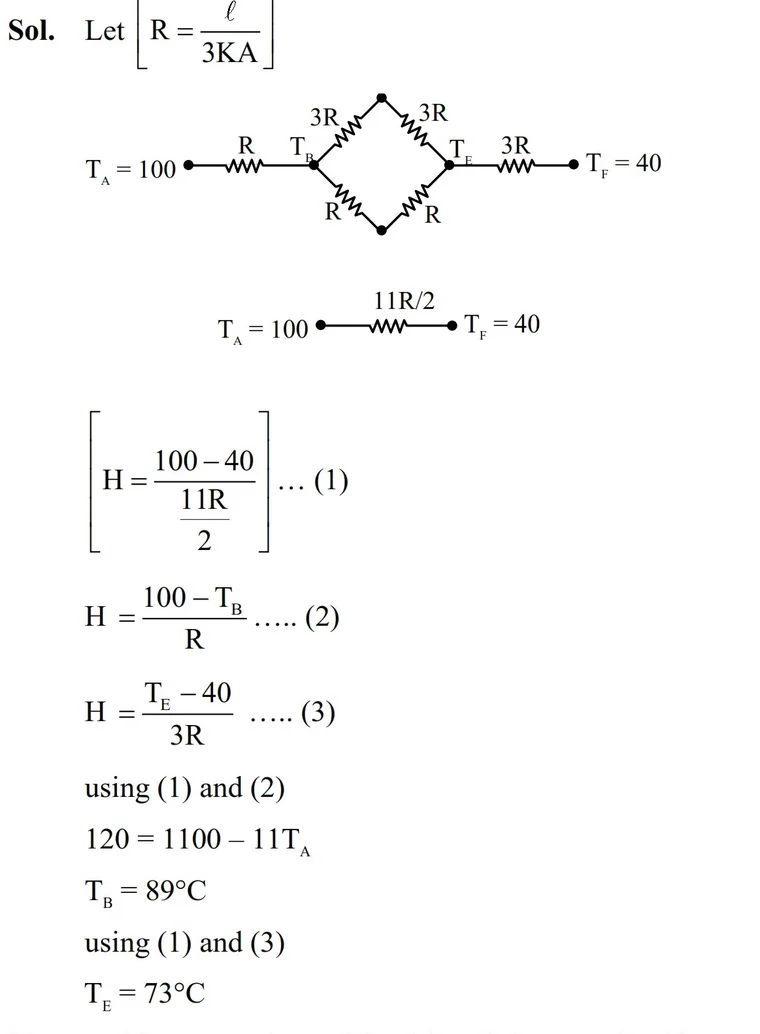 Sol. Let [R = ℓ/3KA]
3R 3R
T_A = 100 R T_B T_E 3R T_F = 40
R R
11R/2
T_A = 100 T_F = 40
[H = (100 – 40)/(11R/2)] ... (1)
H = (100 – T_B)/R ..... (2)
H = (T_E – 40)/3R ..... (3)
using (1) and (2)
120 = 1100 – 11T_A
T_B = 89°C
using (1) and (3)
T_E = 73°C